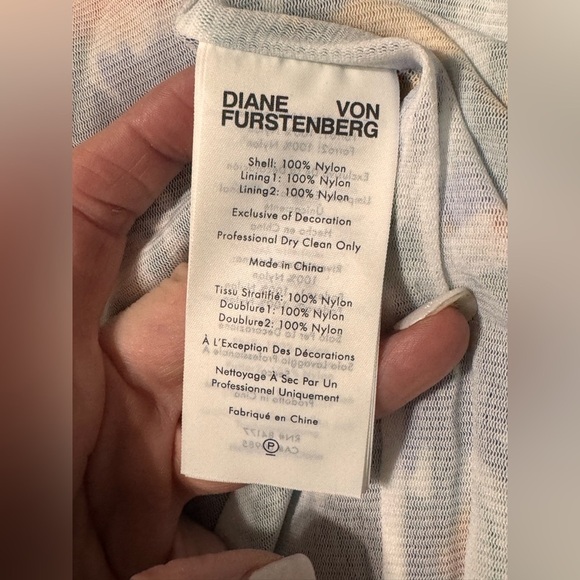 DIANE VON
FURSTENBERG
Shell: 100% Nylon
Lining1: 100% Nylon
Lining2: 100% Nylon
Exclusive of Decoration
Professional Dry Clean Only
Made in China
Tissu Stratifié: 100% Nylon
Doublure1: 100% Nylon
Doublure2: 100% Nylon
À L'Exception Des Décorations
Nettoyage À Sec Par Un
Professionel Uniquement
Fabriqué en Chine
P